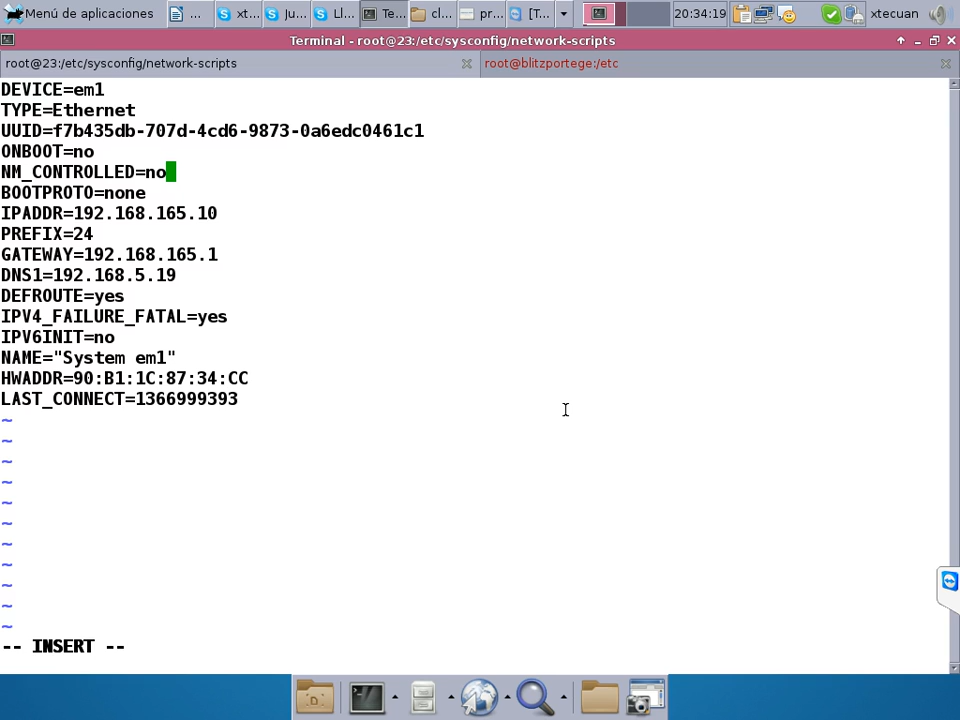 Menú de aplicaciones
...
xt...
Ju...
Ll...
Te...
cl...
pr...
[T...
20:34:19
xtecuan
Terminal - root@23:/etc/sysconfig/network-scripts
root@23:/etc/sysconfig/network-scripts
root@blitzportege:/etc
DEVICE=em1
TYPE=Ethernet
UUID=f7b435db-707d-4cd6-9873-0a6edc0461c1
ONBOOT=no
NM_CONTROLLED=no
BOOTPROTO=none
IPADDR=192.168.165.10
PREFIX=24
GATEWAY=192.168.165.1
DNS1=192.168.5.19
DEFROUTE=yes
IPV4_FAILURE_FATAL=yes
IPV6INIT=no
NAME="System em1"
HWADDR=90:B1:1C:87:34:CC
LAST_CONNECT=1366999393
~
~
~
~
~
~
~
~
~
~
~
-- INSERT --